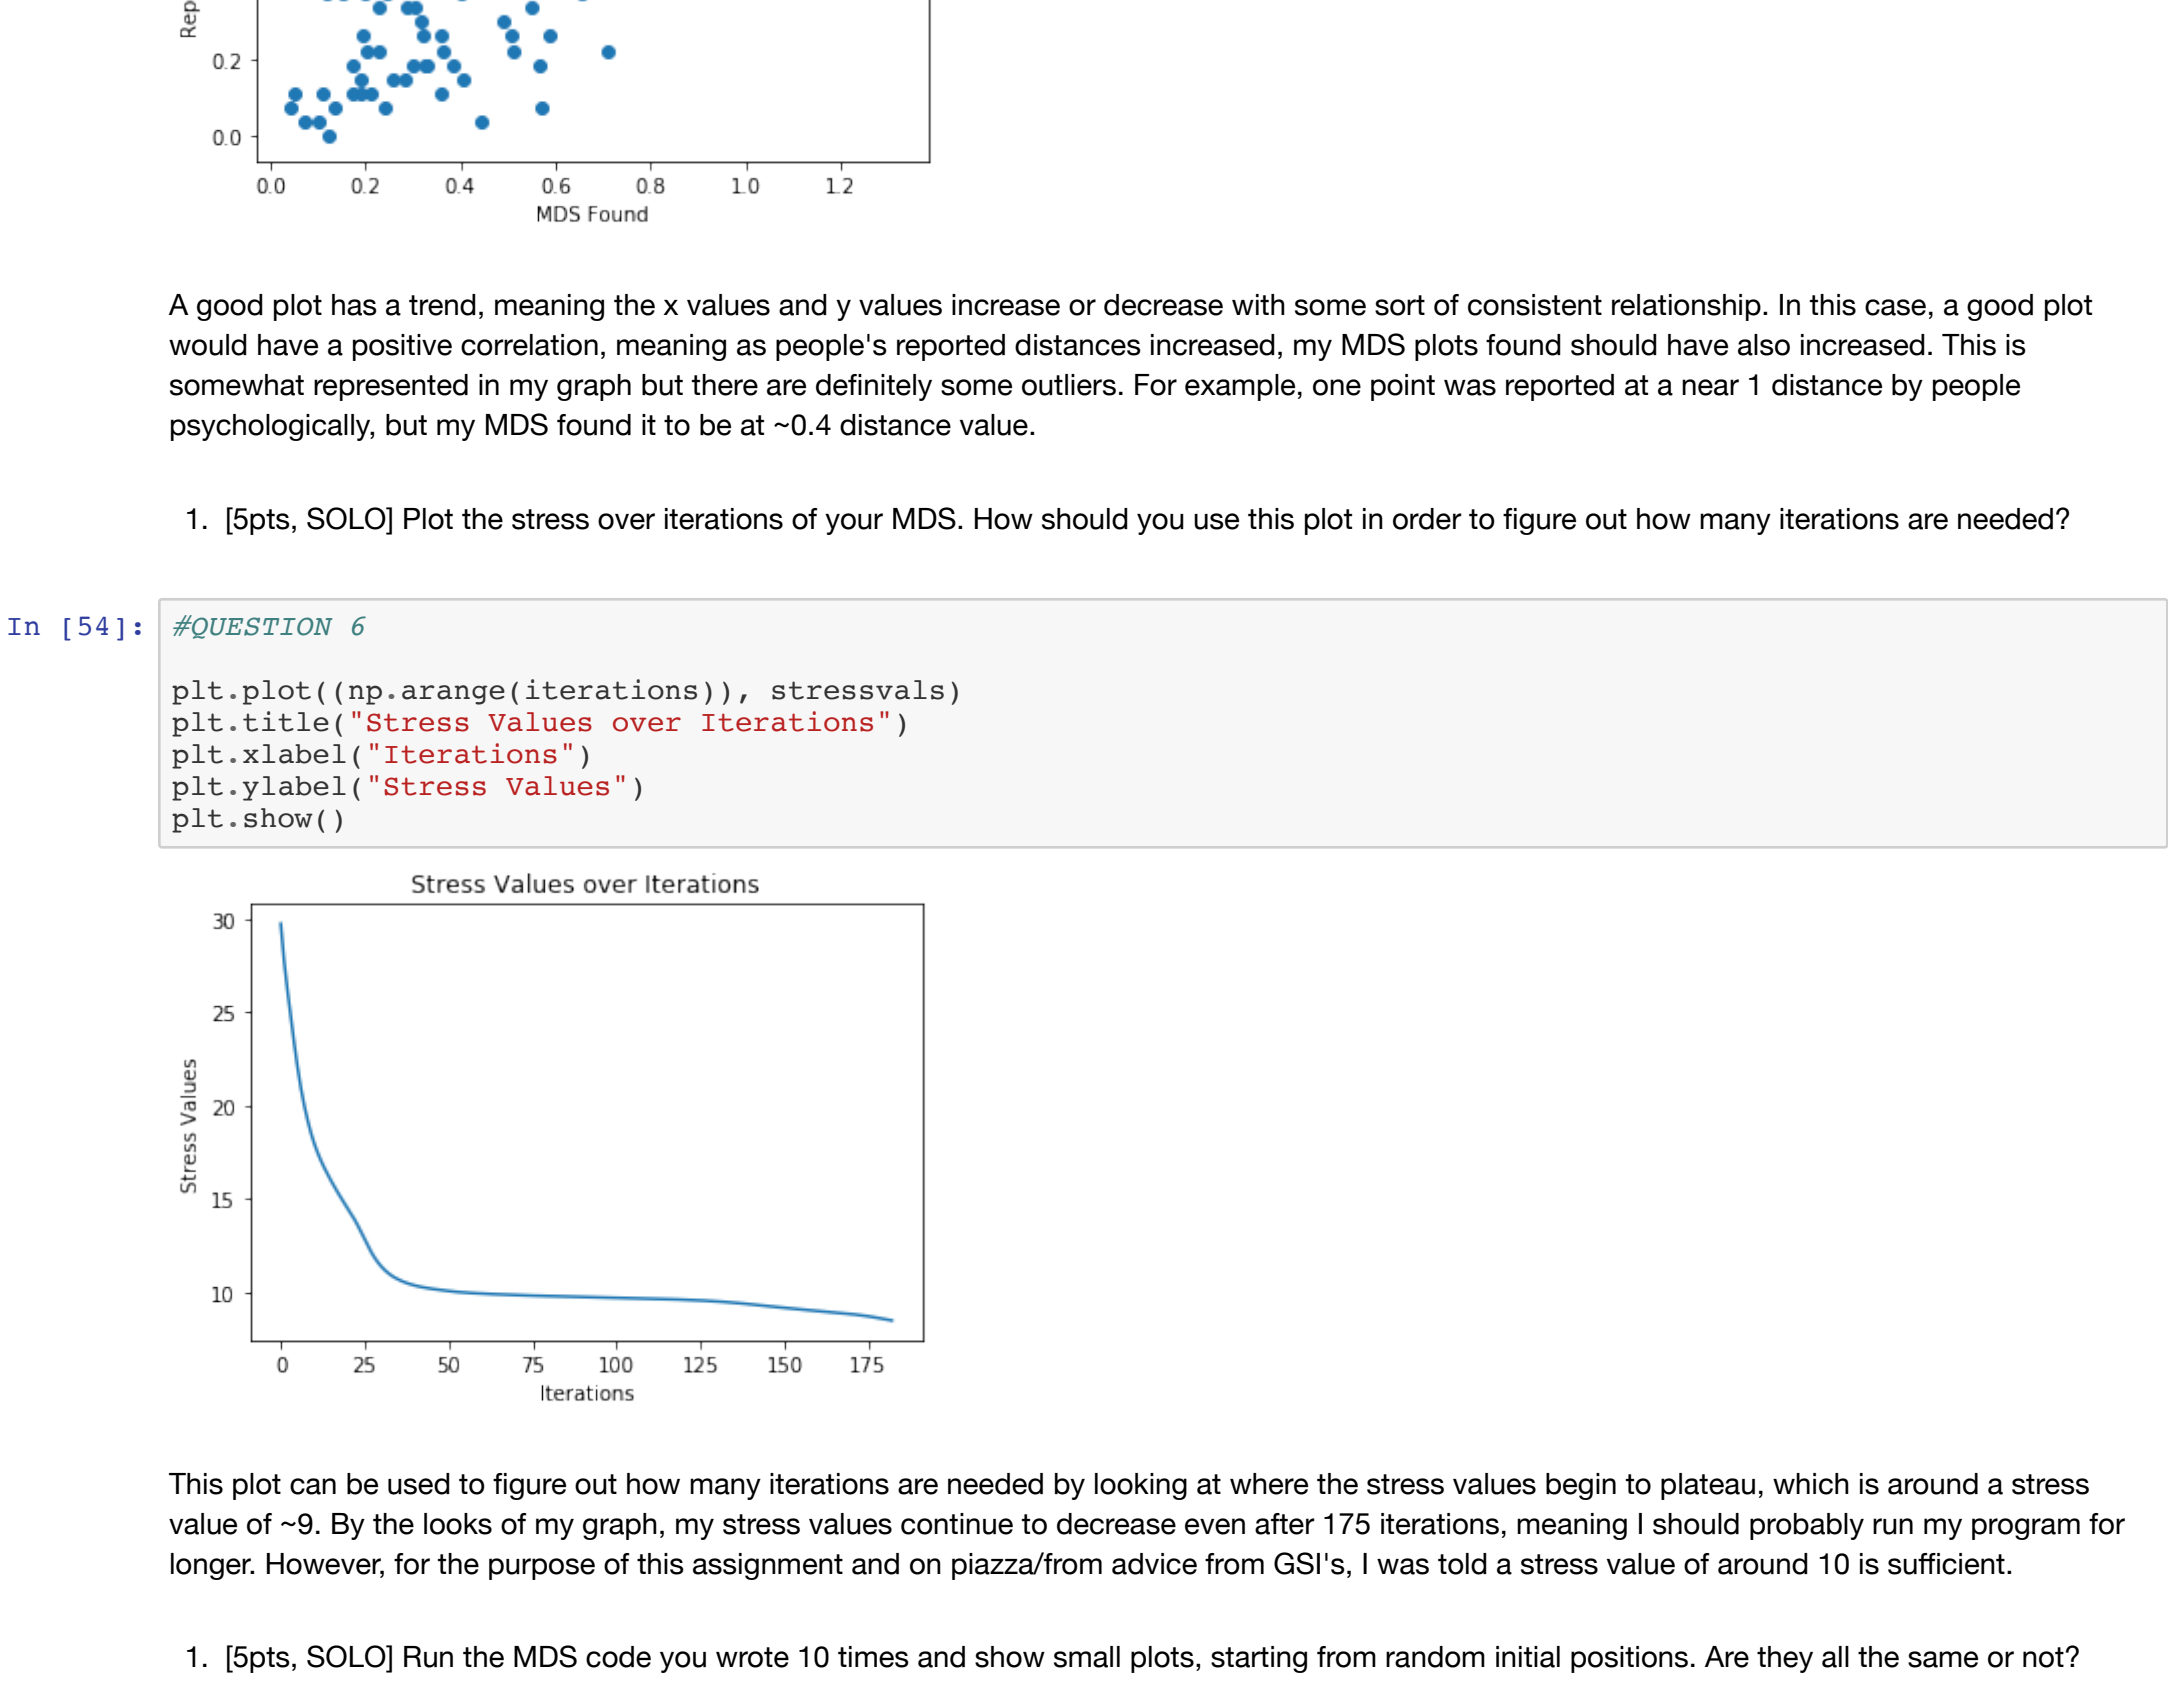 Rep
0.2
0.0
0.0 0.2 0.4 0.6 0.8 1.0 1.2
MDS Found
A good plot has a trend, meaning the x values and y values increase or decrease with some sort of consistent relationship. In this case, a good plot
would have a positive correlation, meaning as people's reported distances increased, my MDS plots found should have also increased. This is
somewhat represented in my graph but there are definitely some outliers. For example, one point was reported at a near 1 distance by people
psychologically, but my MDS found it to be at ~0.4 distance value.
1. [5pts, SOLO] Plot the stress over iterations of your MDS. How should you use this plot in order to figure out how many iterations are needed?
In [54]: #QUESTION 6
plt.plot((np.arange(iterations)), stressvals)
plt.title("Stress Values over Iterations")
plt.xlabel("Iterations")
plt.ylabel("Stress Values")
plt.show()
Stress Values over Iterations
30
25
20
15
10
Stress Values
0 25 50 75 100 125 150 175
Iterations
This plot can be used to figure out how many iterations are needed by looking at where the stress values begin to plateau, which is around a stress
value of ~9. By the looks of my graph, my stress values continue to decrease even after 175 iterations, meaning I should probably run my program for
longer. However, for the purpose of this assignment and on piazza/from advice from GSI's, I was told a stress value of around 10 is sufficient.
1. [5pts, SOLO] Run the MDS code you wrote 10 times and show small plots, starting from random initial positions. Are they all the same or not?